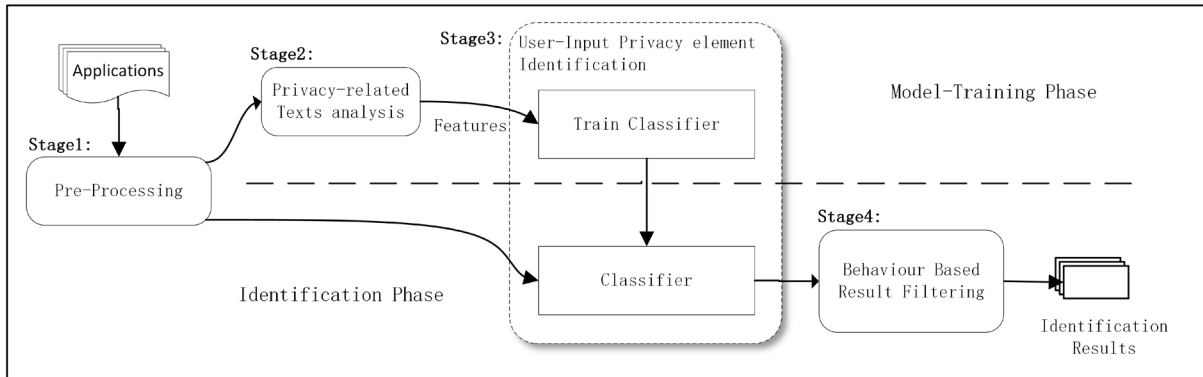 Applications
Stage1:
Pre-Processing
Stage2:
Privacy-related
Texts analysis
Features
Stage3:
User-Input Privacy element
Identification
Train Classifier
Model-Training Phase
Identification Phase
Classifier
Stage4:
Behaviour Based
Result Filtering
Identification
Results